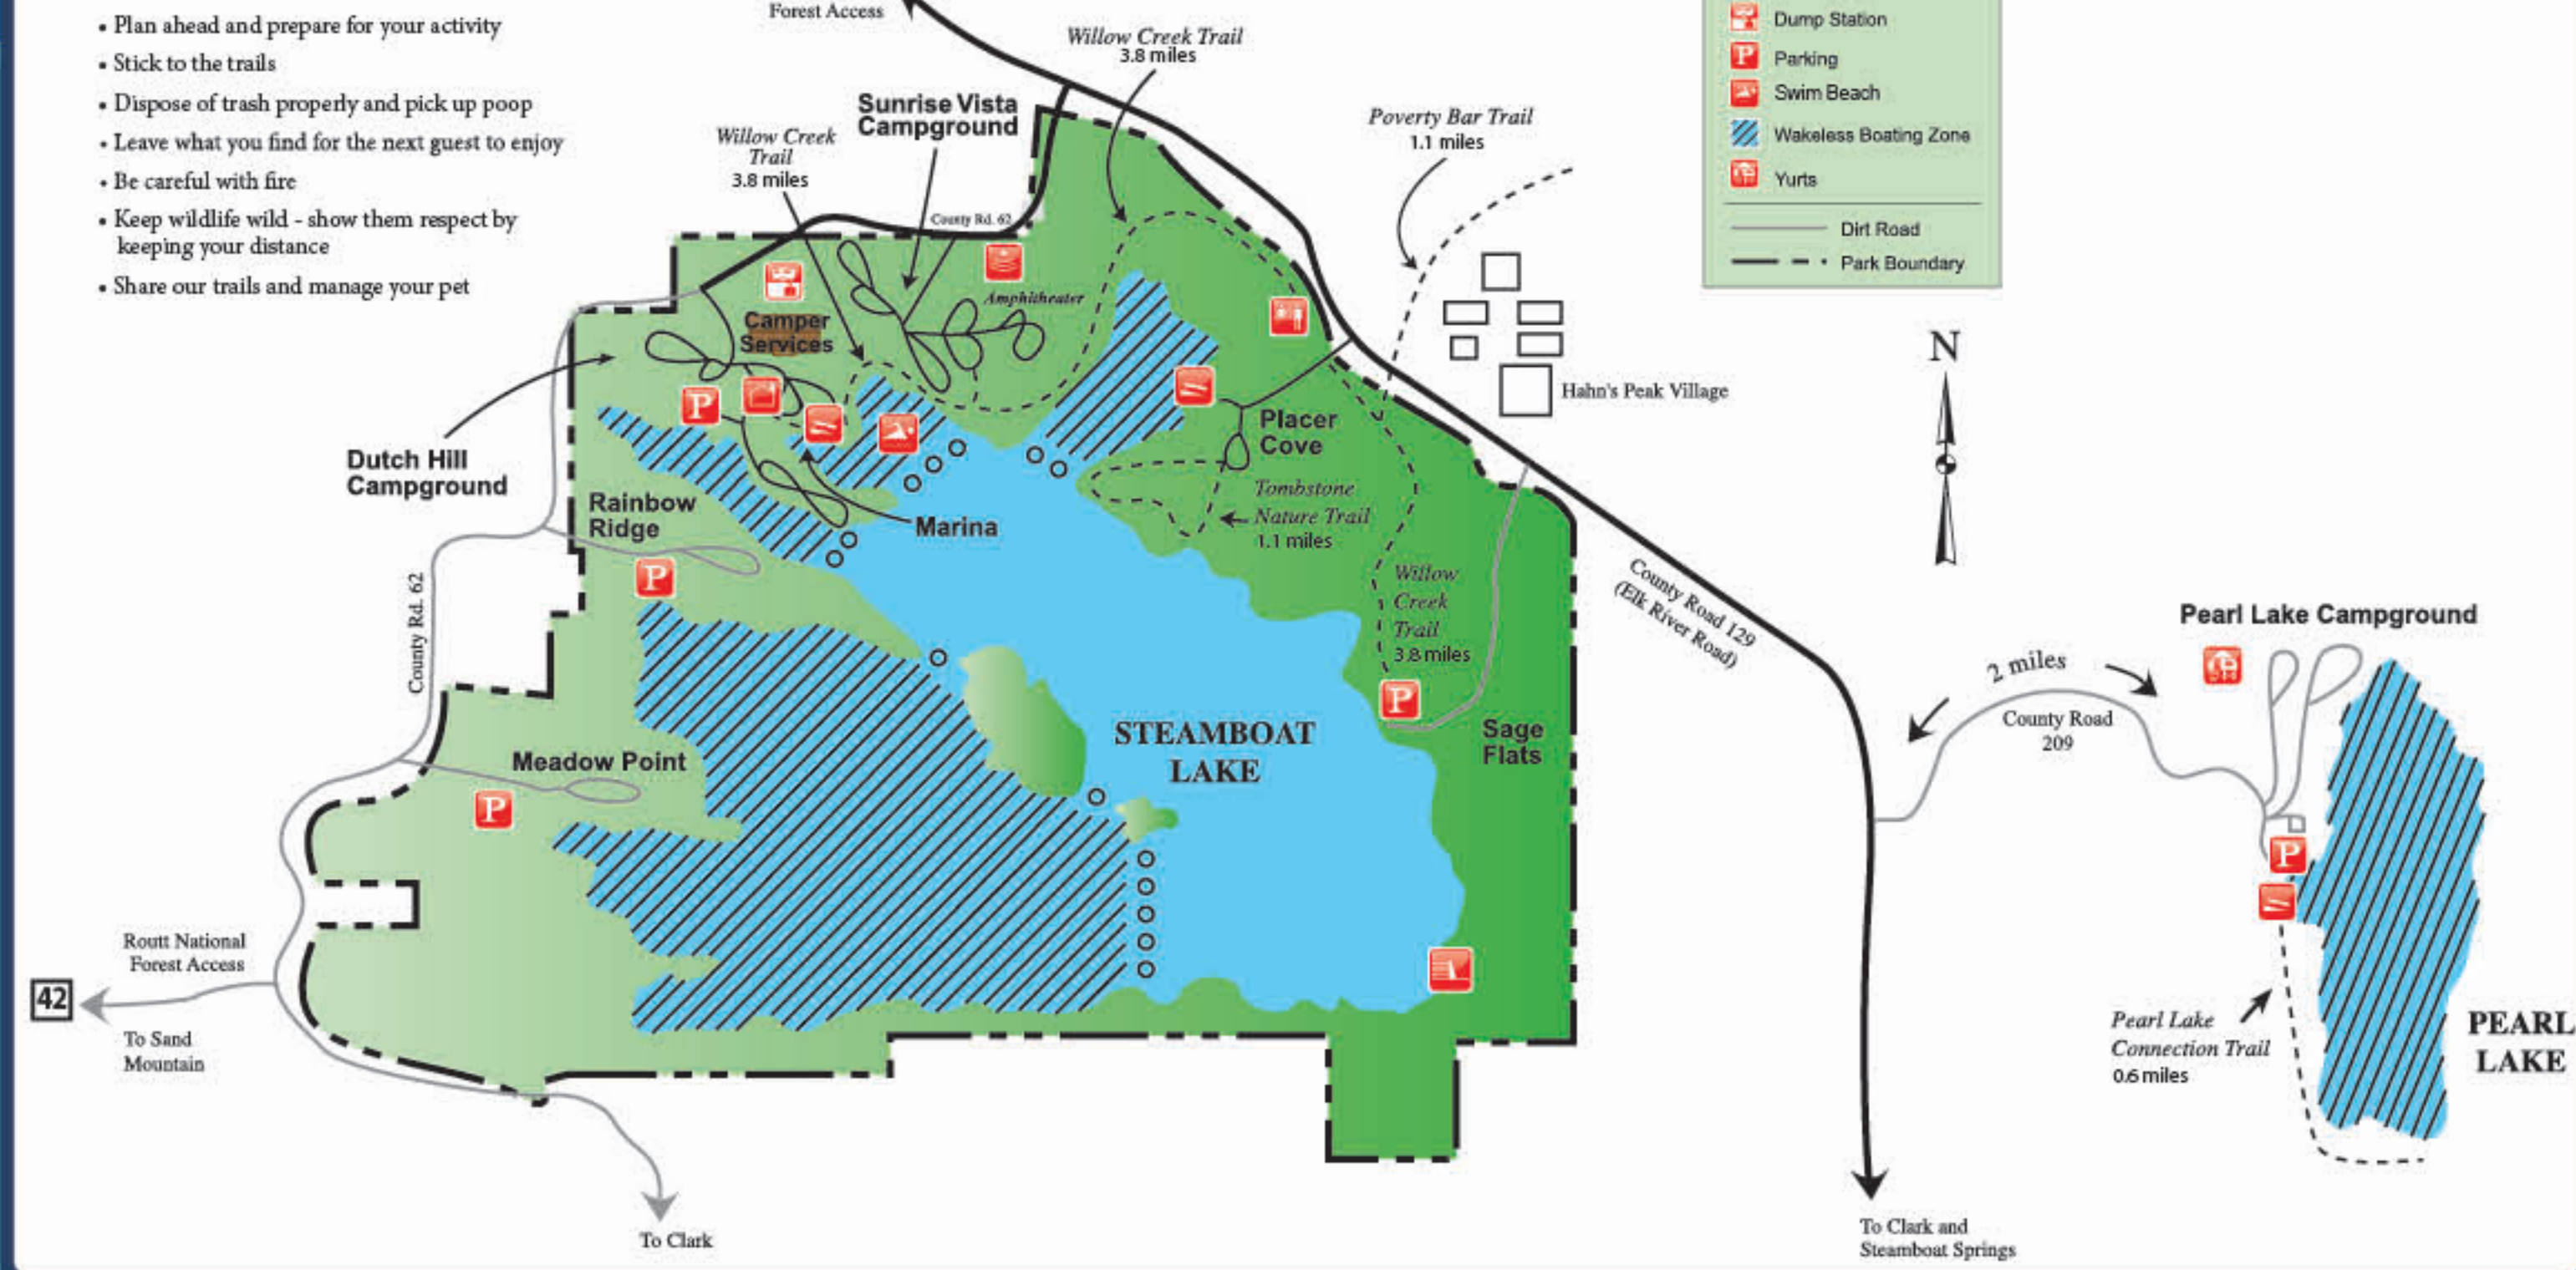 • Plan ahead and prepare for your activity
• Stick to the trails
• Dispose of trash properly and pick up poop
• Leave what you find for the next guest to enjoy
• Be careful with fire
• Keep wildlife wild - show them respect by
keeping your distance
• Share our trails and manage your pet
Forest Access
Willow Creek Trail
3.8 miles
Sunrise Vista
Campground
Willow Creek
Trail
3.8 miles
County Rd. 62
Poverty Bar Trail
1.1 miles
Dump Station
P Parking
Swim Beach
Wakeless Boating Zone
Yurts
Dirt Road
Park Boundary
Amphitheater
Camper
Services
P
Hahn's Peak Village
N
Placer
Cove
Dutch Hill
Campground
Rainbow
Ridge
P
Marina
Tombstone
Nature Trail
1.1 miles
Willow
Creek
Trail
3.8 miles
P
County Rd. 62
County Road 129
(Elk River Road)
Pearl Lake Campground
2 miles
County Road
209
STEAMBOAT
LAKE
Sage
Flats
Meadow Point
P
P
Routt National
Forest Access
42
To Sand
Mountain
Pearl Lake
Connection Trail
0.6 miles
PEARL
LAKE
To Clark
To Clark and
Steamboat Springs